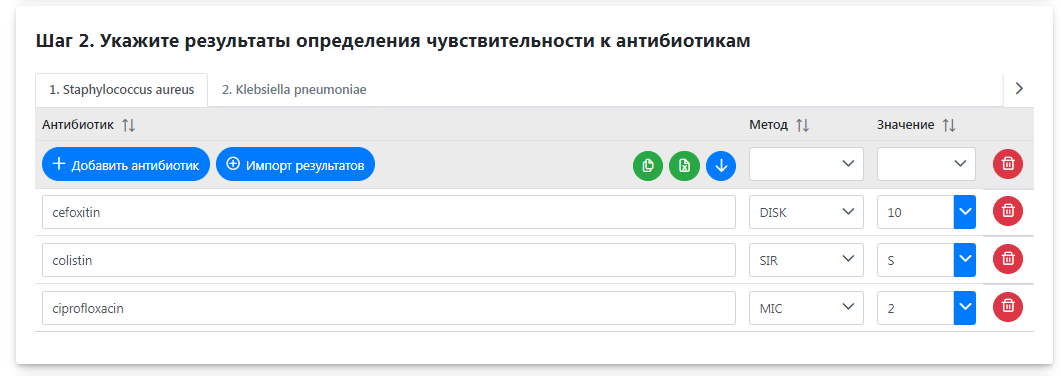 Шаг 2. Укажите результаты определения чувствительности к антибиотикам
1. Staphylococcus aureus 2. Klebsiella pneumoniae
Антибиотик Метод Значение
Добавить антибиотик Импорт результатов
cefoxitin DISK 10
colistin SIR S
ciprofloxacin MIC 2